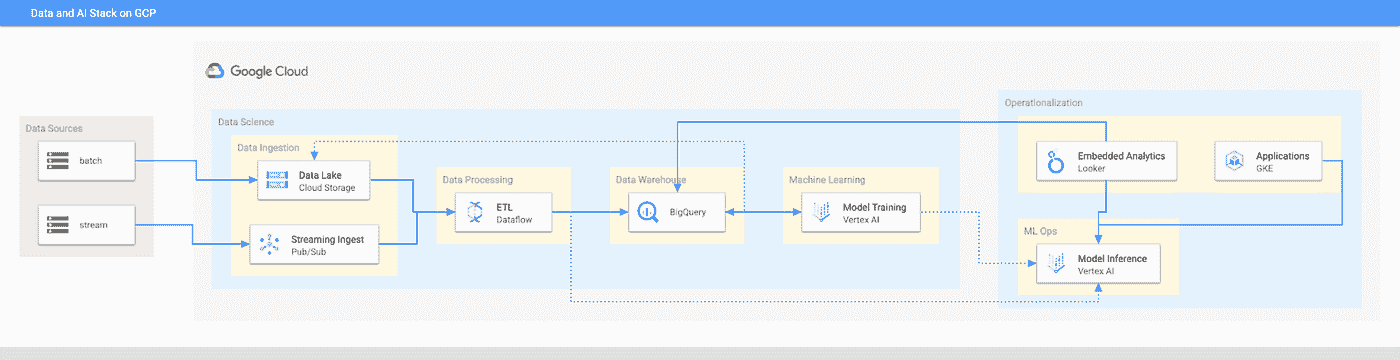 Data and AI Stack on GCP
Google Cloud
Data Sources
batch
stream
Data Science
Data Ingestion
Data Lake
Cloud Storage
Streaming Ingest
Pub/Sub
Data Processing
ETL
Dataflow
Data Warehouse
BigQuery
Machine Learning
Model Training
Vertex AI
Operationalization
Embedded Analytics
Looker
Applications
GKE
ML Ops
Model Inference
Vertex AI